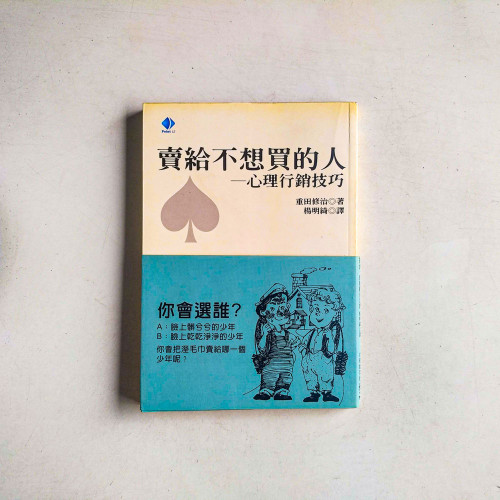 Poker
賣給不想買的人
—心理行銷技巧
重田修治◎著
楊明綺◎譯
你會選誰?
A：臉上髒兮兮的少年
B：臉上乾乾淨淨的少年
你會把溼毛巾賣給哪一個
少年呢？